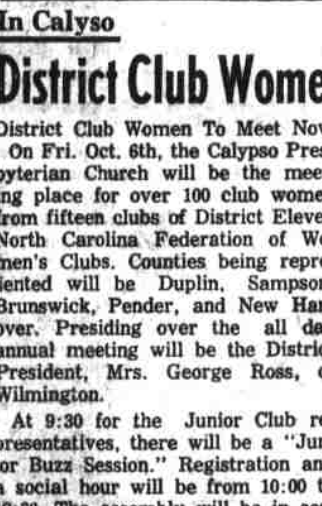 In Calyso
District Club Wome
District Club Women To Meet Nov
On Fri. Oct. 6th, the Calypso Pres
byterian Church will be the meet
ing place for over 100 club wome
from fifteen clubs of District Eleve
North Carolina Federation of Wo
men's Clubs. Counties being repre
sented will be Duplin, Sampson
Brunswick, Pender, and New Han
over. Presiding over the all da
annual meeting will be the Distric
President, Mrs. George Ross, o
Wilmington.
At 9:30 for the Junior Club re
presentatives, there will be a "Jun
ior Buzz Session." Registration an
a social hour will be from 10:00 t